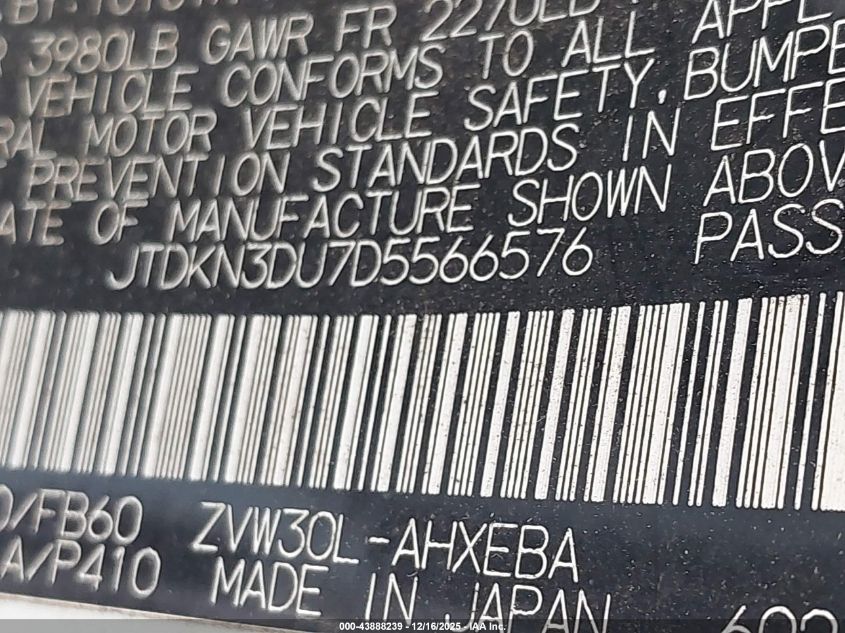 3980LB GAWR FR 2270LB
VEHICLE CONFORMS TO ALL APPL
RAL MOTOR VEHICLE SAFETY, BUMPE
PREVENTION STANDARDS IN EFFE
ATE OF MANUFACTURE SHOWN ABOV
JTDKN3DU7D5566576 PASS
/FB60 ZVW30L-AHXEBA
A/P410 MADE IN JAPAN
000-43888239 - 12/16/2025 - IAA Inc.